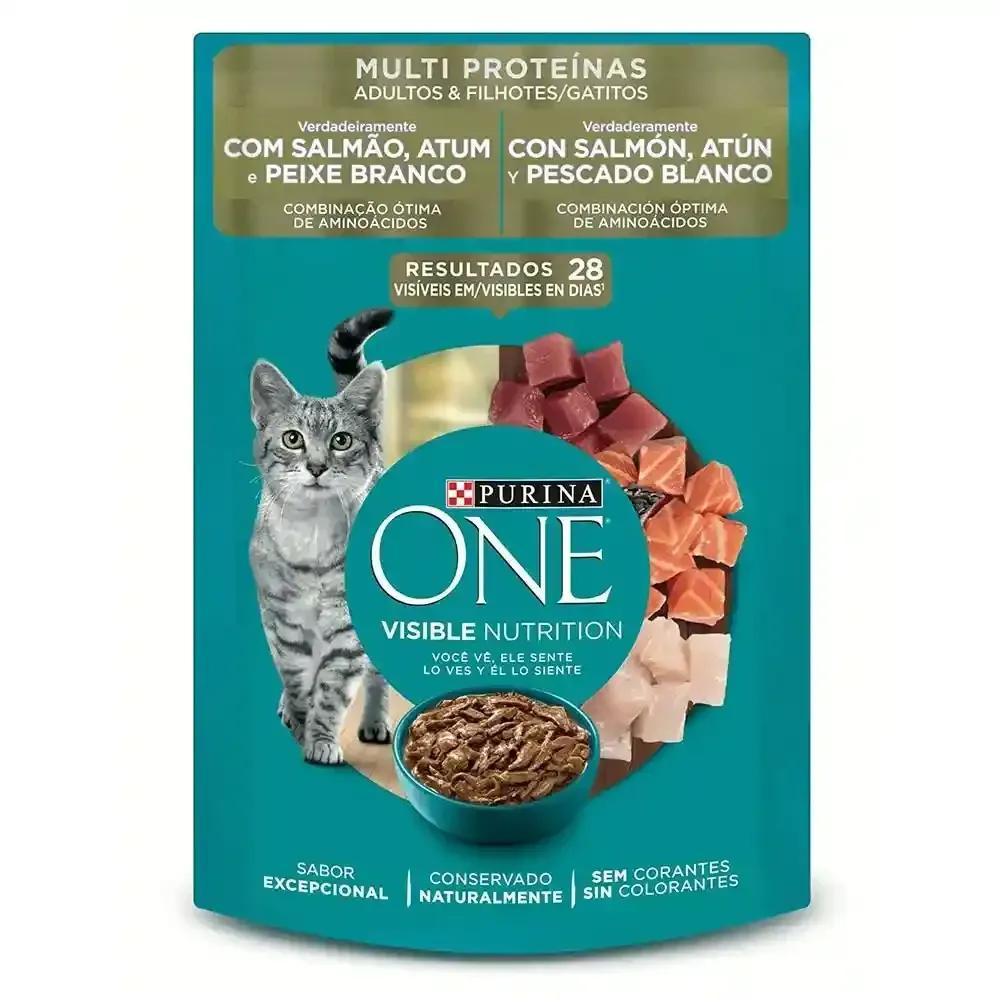 MULTI PROTEÍNAS
ADULTOS & FILHOTES/GATITOS
Verdadeiramente
COM SALMÃO, ATUM
e PEIXE BRANCO
COMBINAÇÃO ÓTIMA
DE AMINOÁCIDOS
Verdaderamente
CON SALMÓN, ATÚN
Y PESCADO BLANCO
COMBINACIÓN ÓPTIMA
DE AMINOÁCIDOS
RESULTADOS 28
VISÍVEIS EM/VISIBLES EN DIAS¹
PURINA®
ONE®
VISIBLE NUTRITION
VOCÊ VÊ, ELE SENTE
LO VES Y ÉL LO SIENTE
SABOR
EXCEPCIONAL
CONSERVADO
NATURALMENTE
SEM CORANTES
SIN COLORANTES